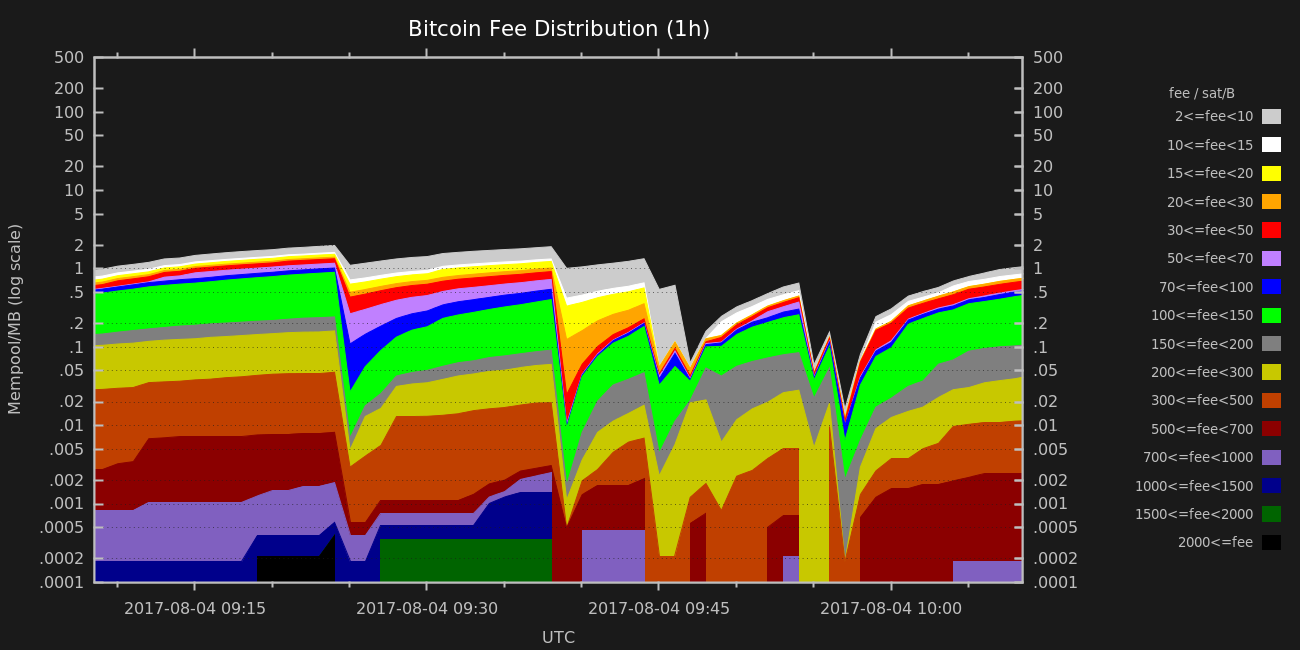 Bitcoin Fee Distribution (1h)
Mempool/MB (log scale)
500
200
100
50
20
10
5
2
1
.5
.2
.1
.05
.02
.01
.005
.002
.001
.0005
.0002
.0001
500
200
100
50
20
10
5
2
1
.5
.2
.1
.05
.02
.01
.005
.002
.001
.0005
.0002
.0001
fee / sat/B
2<=fee<10
10<=fee<15
15<=fee<20
20<=fee<30
30<=fee<50
50<=fee<70
70<=fee<100
100<=fee<150
150<=fee<200
200<=fee<300
300<=fee<500
500<=fee<700
700<=fee<1000
1000<=fee<1500
1500<=fee<2000
2000<=fee
2017-08-04 09:15 2017-08-04 09:30 2017-08-04 09:45 2017-08-04 10:00
UTC